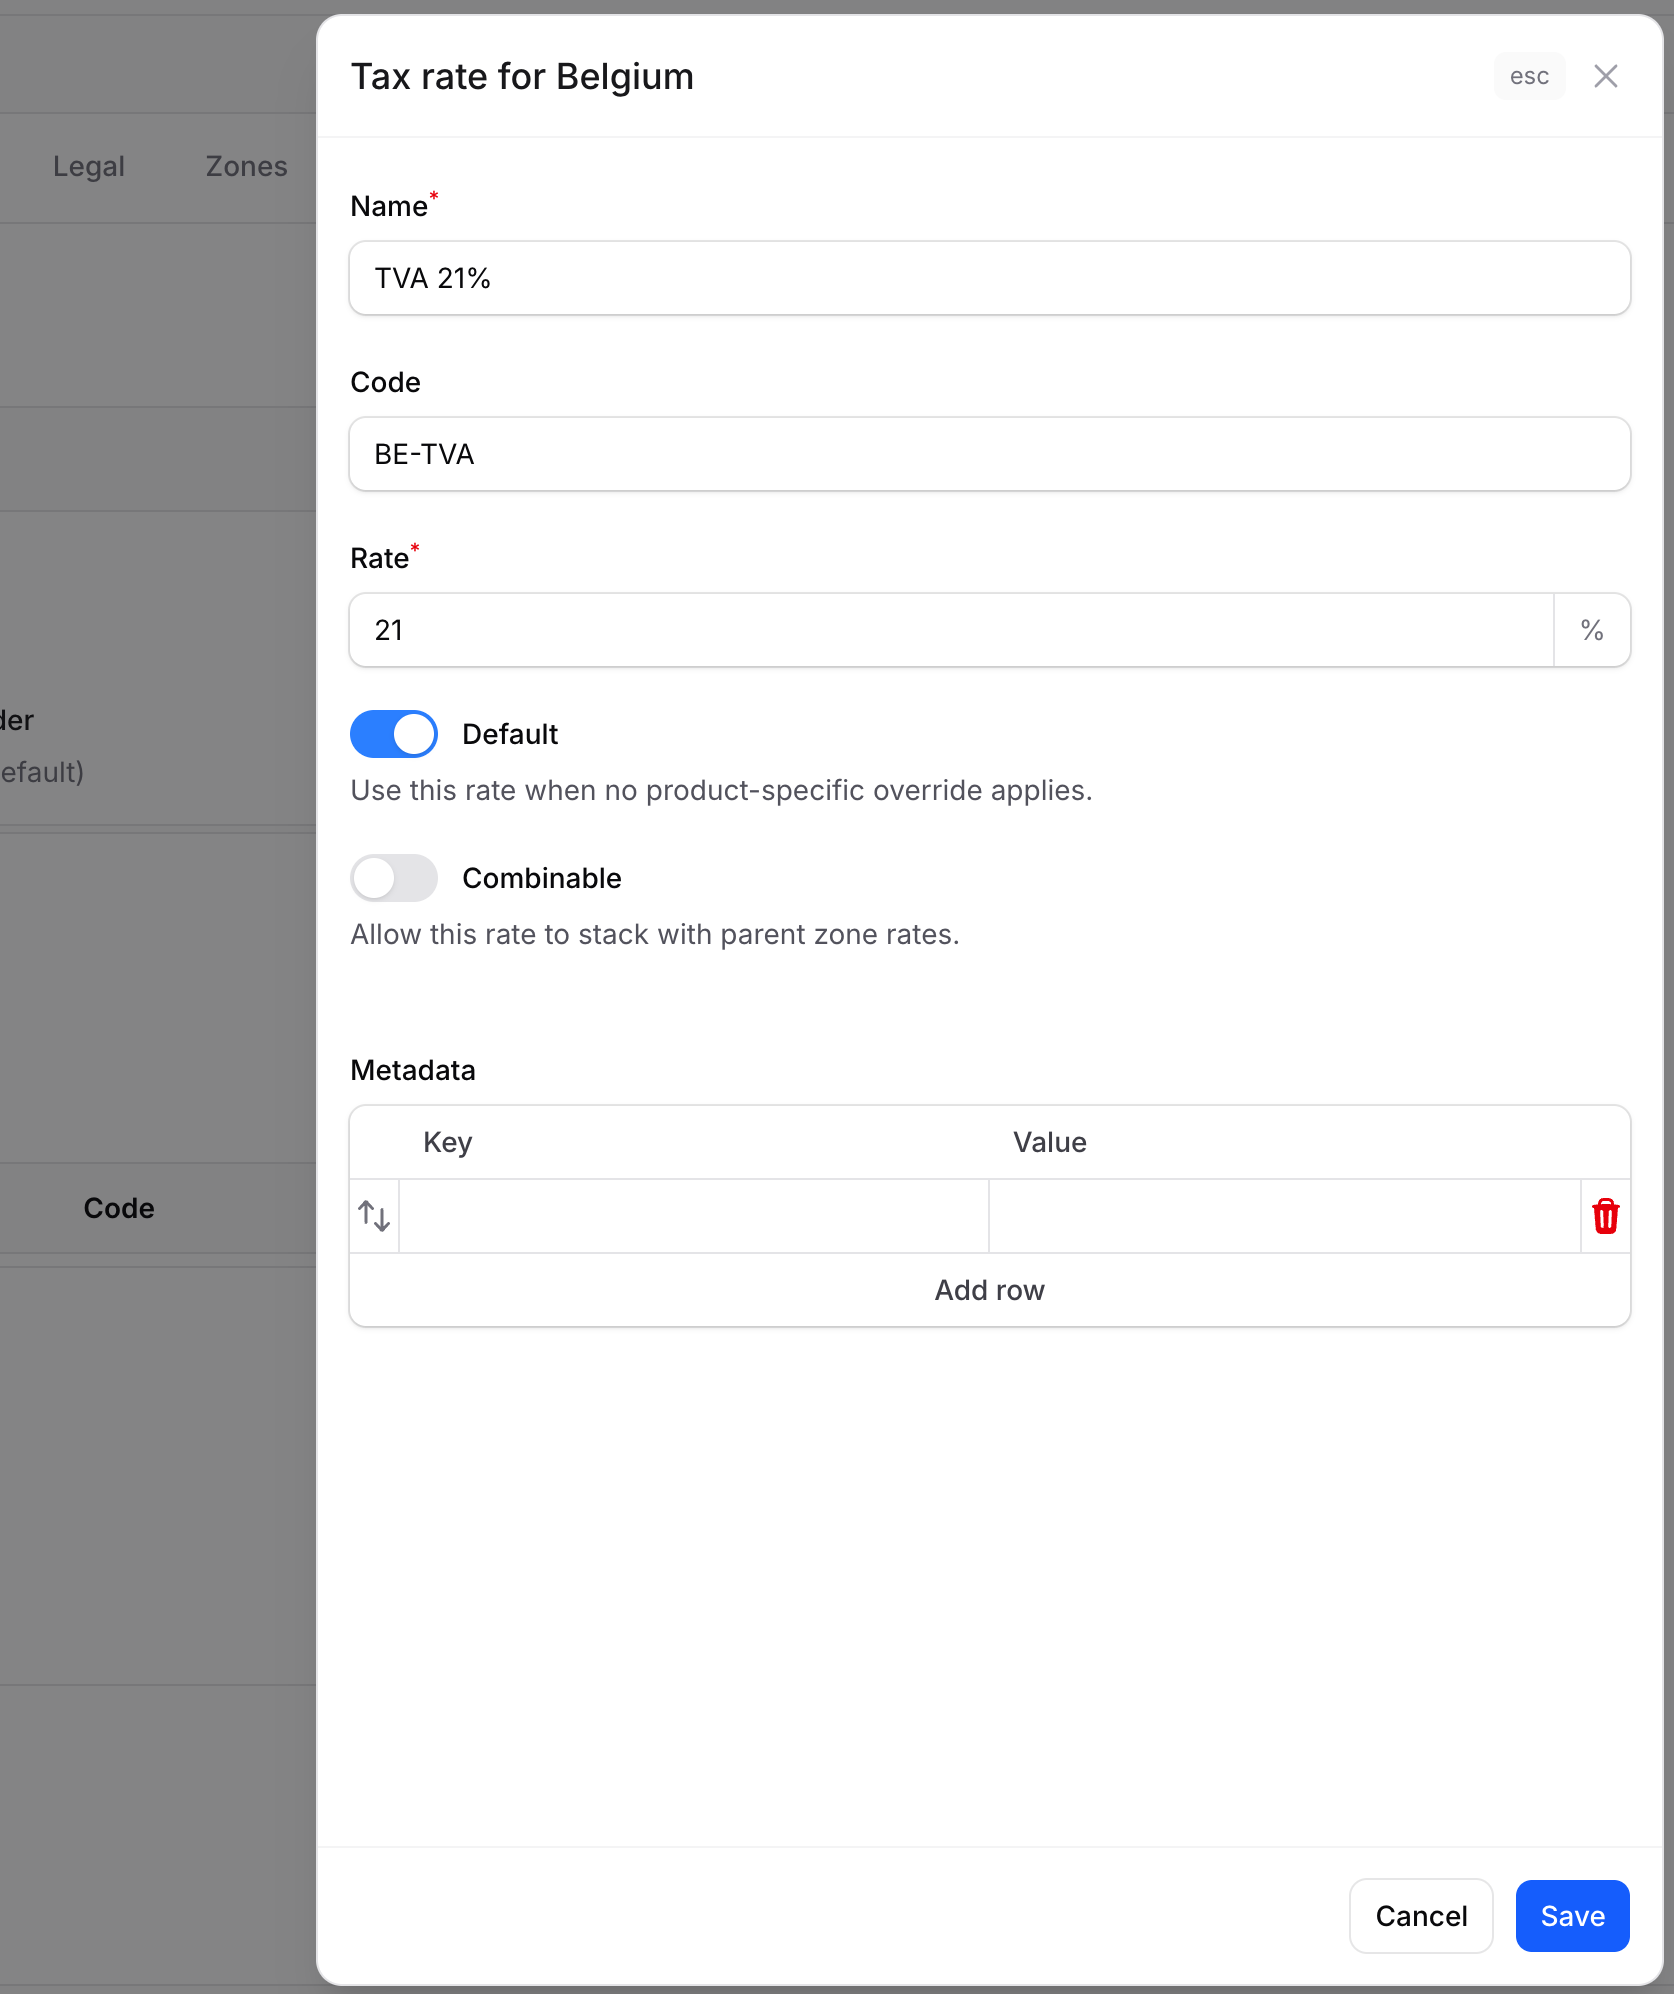 Tax rate for Belgium
esc
Legal
Zones
Name*
TVA 21%
Code
BE-TVA
Rate*
21
%
der
efault)
Default
Use this rate when no product-specific override applies.
Combinable
Allow this rate to stack with parent zone rates.
Metadata
Key
Value
Code
Add row
Cancel
Save